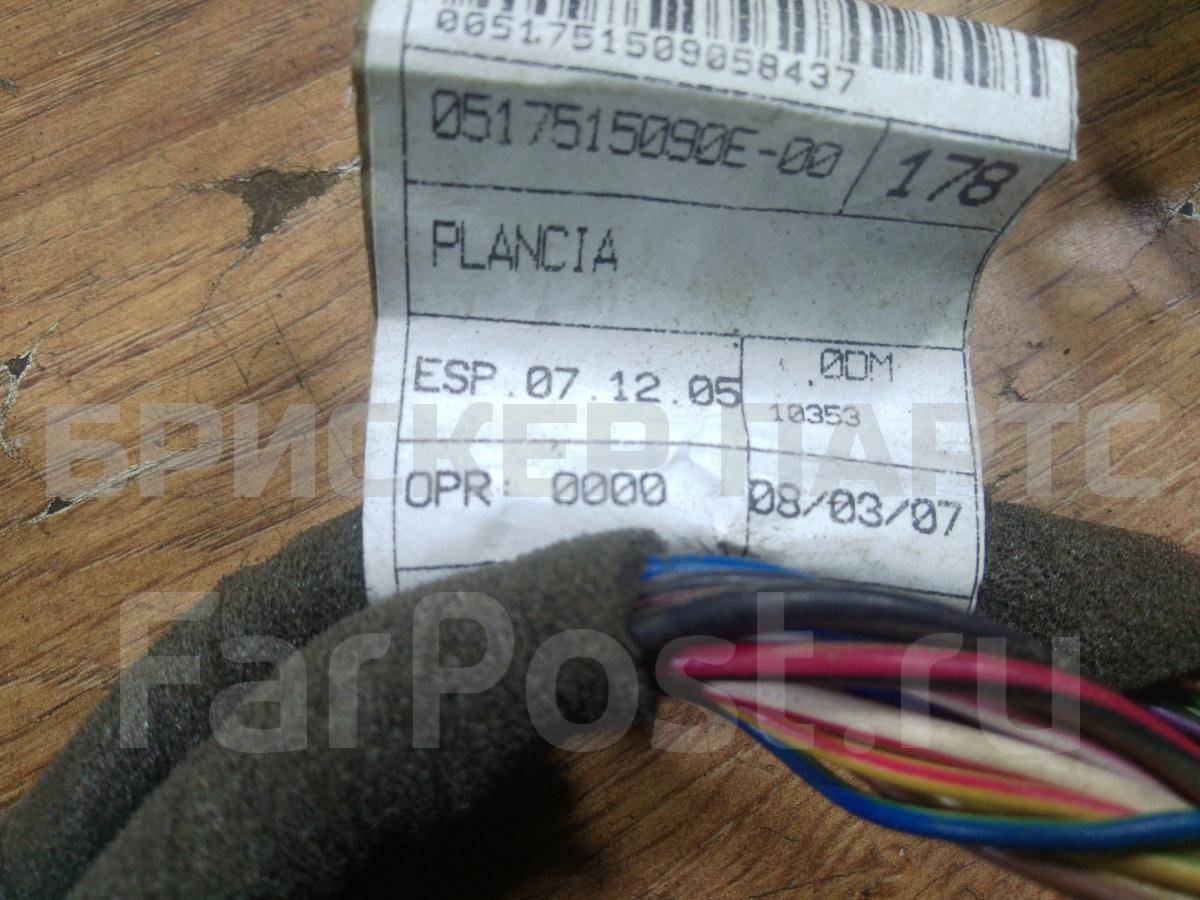 0051751509058437
0517515090E-00 178
PLANCIA
ESP.07.12.05 .0DM
10353
OPR: 0000 08/03/07
БРИСКЕР ПАРТС
FarPost.ru